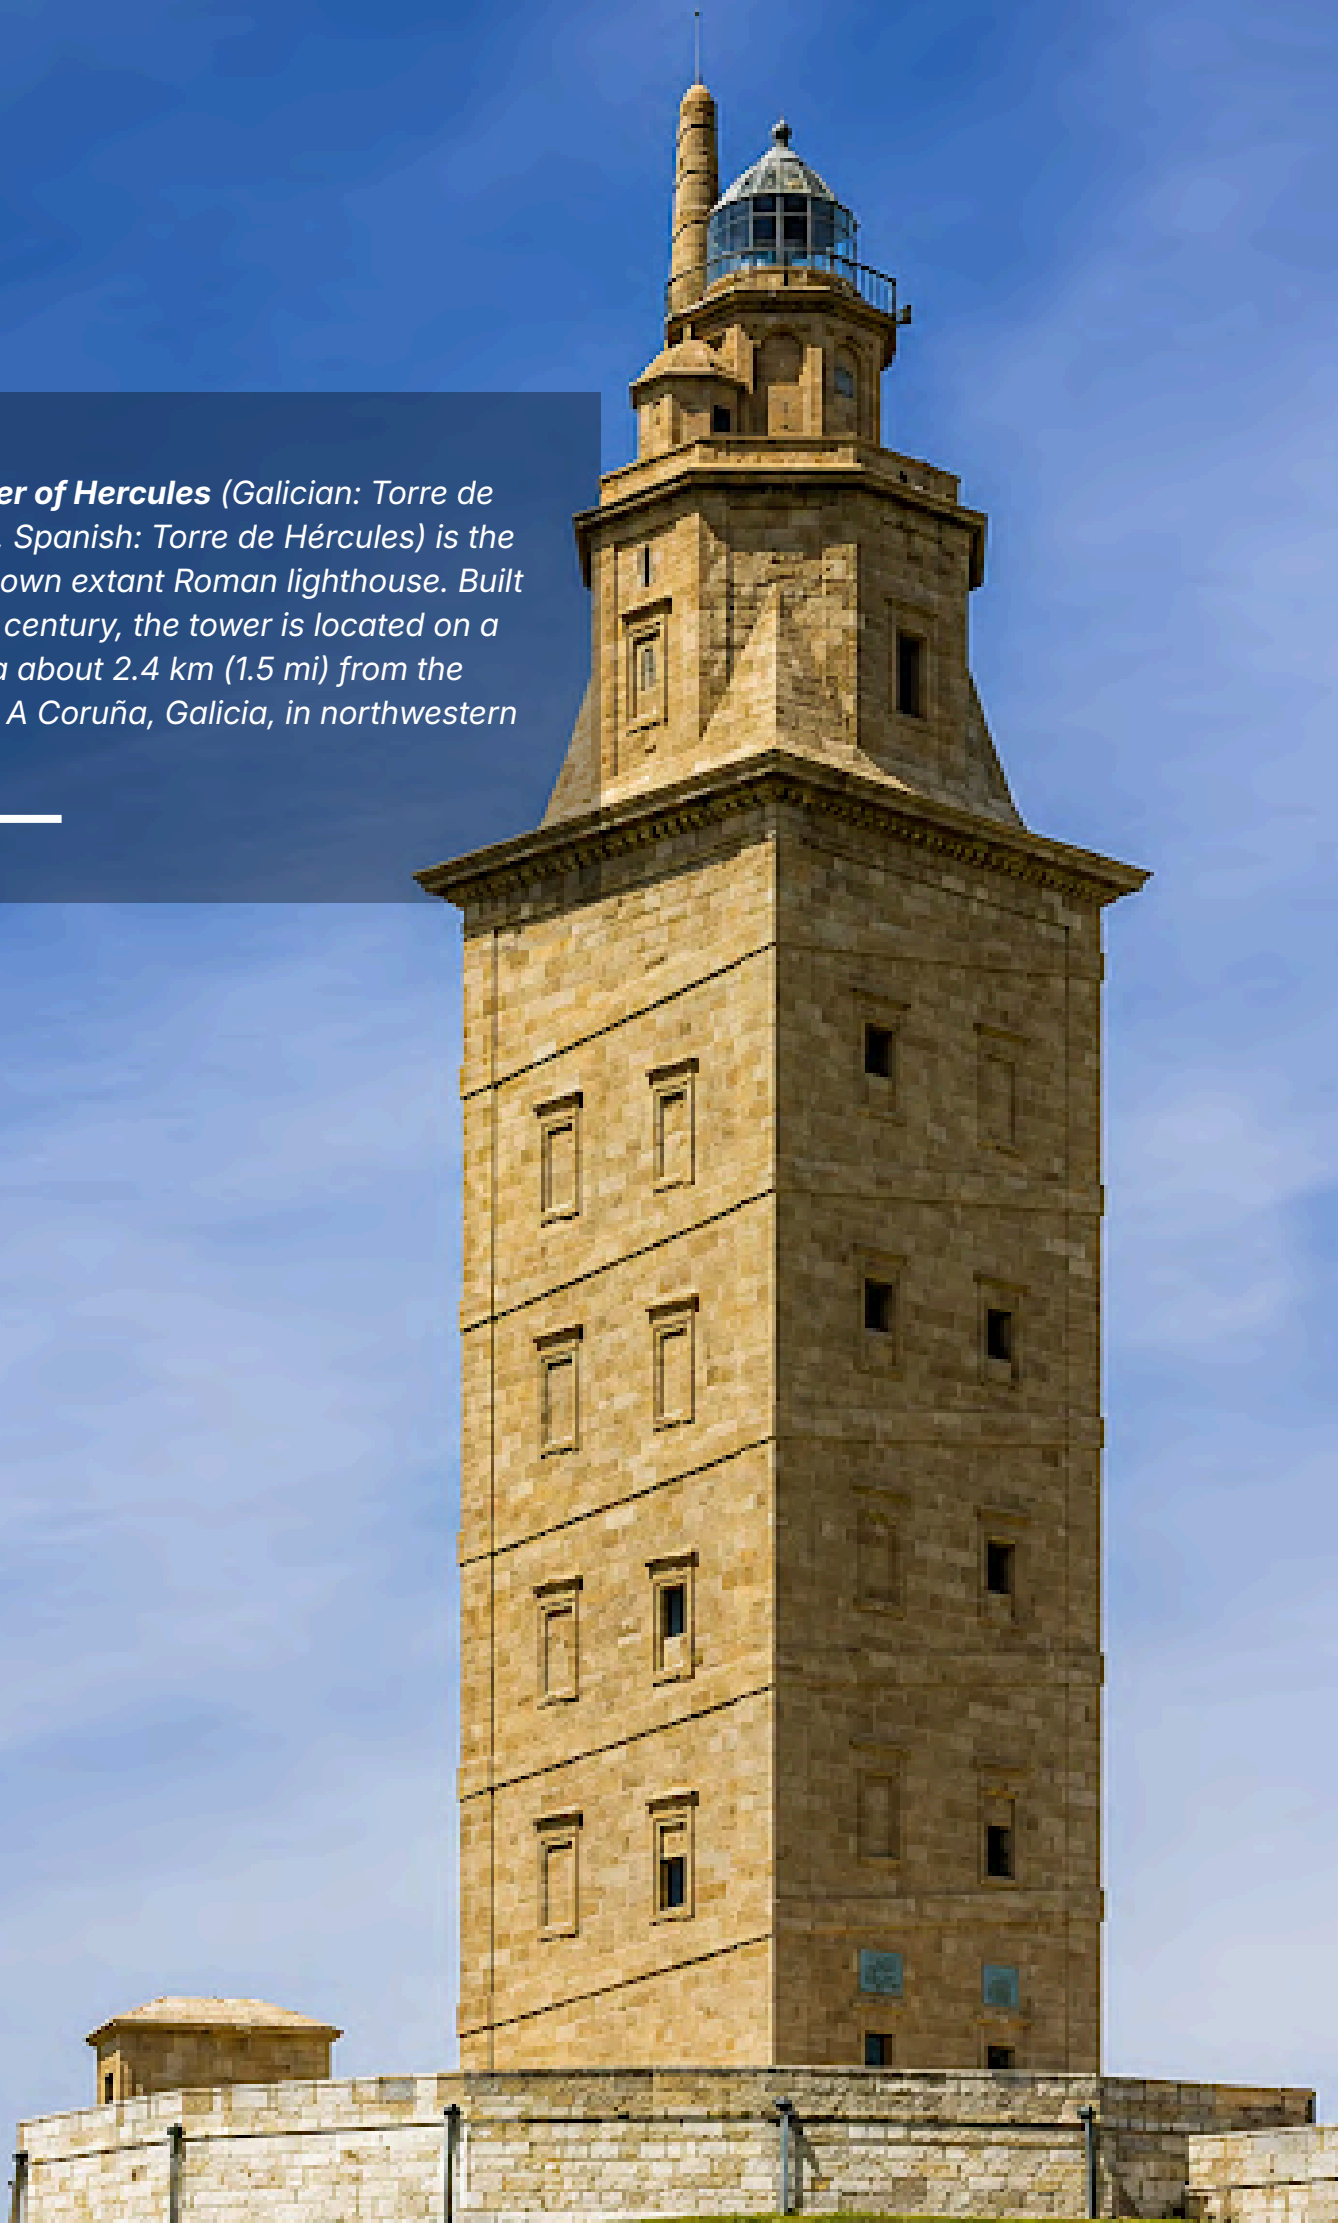 er of Hercules (Galician: Torre de
. Spanish: Torre de Hércules) is the
own extant Roman lighthouse. Built
century, the tower is located on a
a about 2.4 km (1.5 mi) from the
A Coruña, Galicia, in northwestern